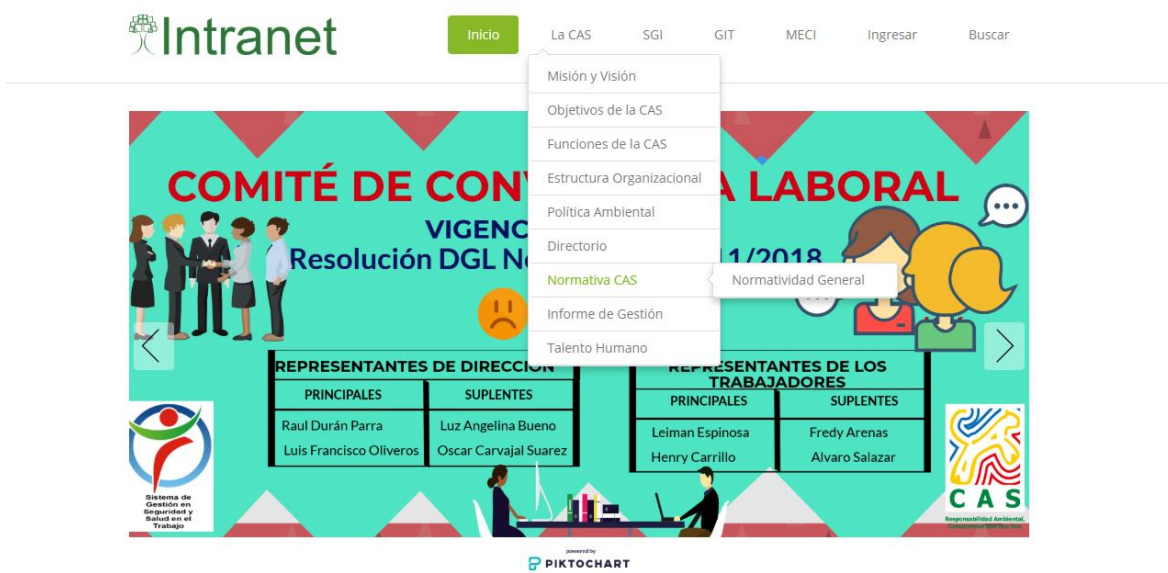 Intranet
Inicio La CAS SGI GIT MECI Ingresar Buscar
Misión y Visión
Objetivos de la CAS
Funciones de la CAS
Estructura Organizacional
Política Ambiental
Directorio
Normativa CAS
Normatividad General
Informe de Gestión
Talento Humano
COMITÉ DE CON A LABORAL
VIGENC
Resolución DGL N 11/2018
REPRESENTANTES DE DIRECCIÓN
PRINCIPALES SUPLENTES
Raul Durán Parra Luz Angelina Bueno
Luis Francisco Oliveros Oscar Carvajal Suarez
REPRESENTANTES DE LOS
TRABAJADORES
PRINCIPALES SUPLENTES
Leiman Espinosa Fredy Arenas
Henry Carrillo Alvaro Salazar
Sistema de
Gestión en
Seguridad y
Salud en el
Trabajo
CAS
Responsabilidad Ambiental,
powered by
PIKTOCHART